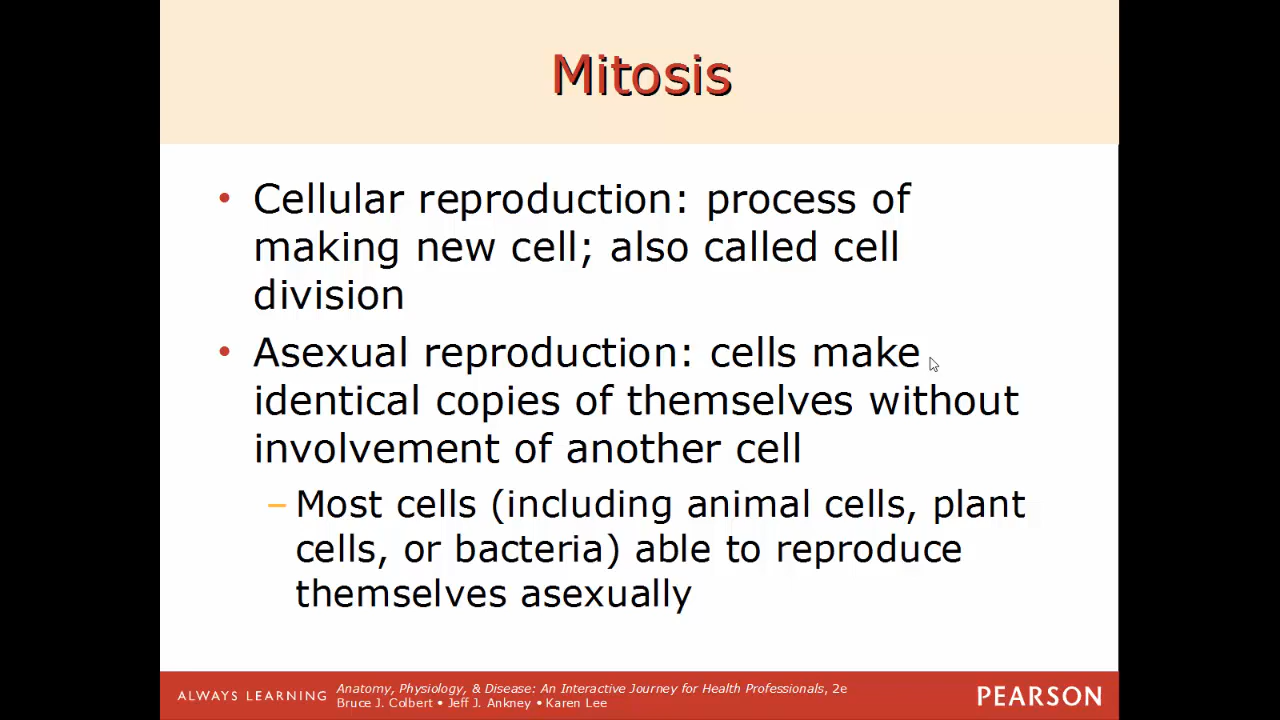 Mitosis
• Cellular reproduction: process of
making new cell; also called cell
division
• Asexual reproduction: cells make
identical copies of themselves without
involvement of another cell
– Most cells (including animal cells, plant
cells, or bacteria) able to reproduce
themselves asexually
ALWAYS LEARNING
Anatomy, Physiology, & Disease: An Interactive Journey for Health Professionals, 2e
Bruce J. Colbert • Jeff J. Ankney • Karen Lee
PEARSON